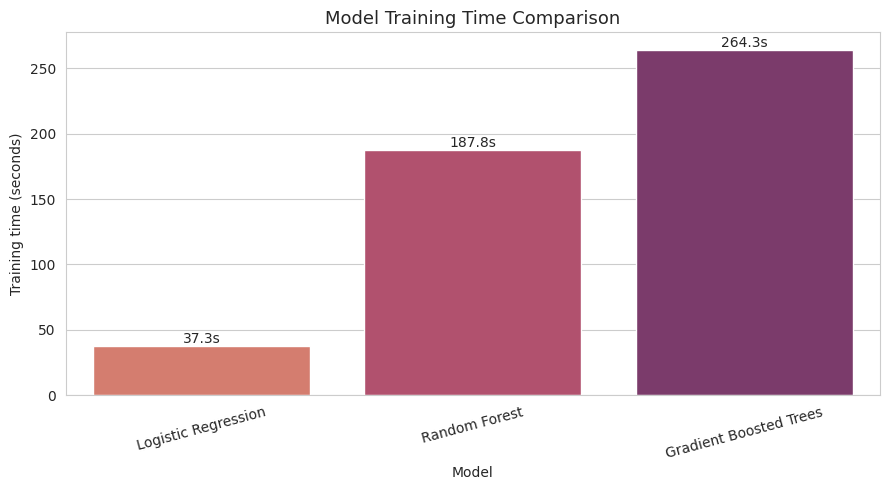 Model Training Time Comparison
Training time (seconds)
250
200
150
100
50
0
37.3s
187.8s
264.3s
Logistic Regression
Random Forest
Gradient Boosted Trees
Model